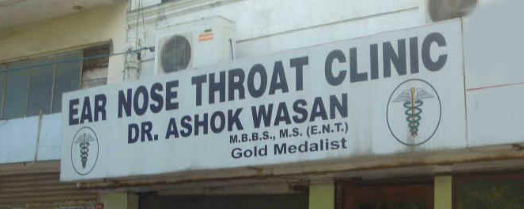 EAR NOSE THROAT CLINIC
DR. ASHOK WASAN
M.B.B.S., M.S. (E.N.T.)
Gold Medalist